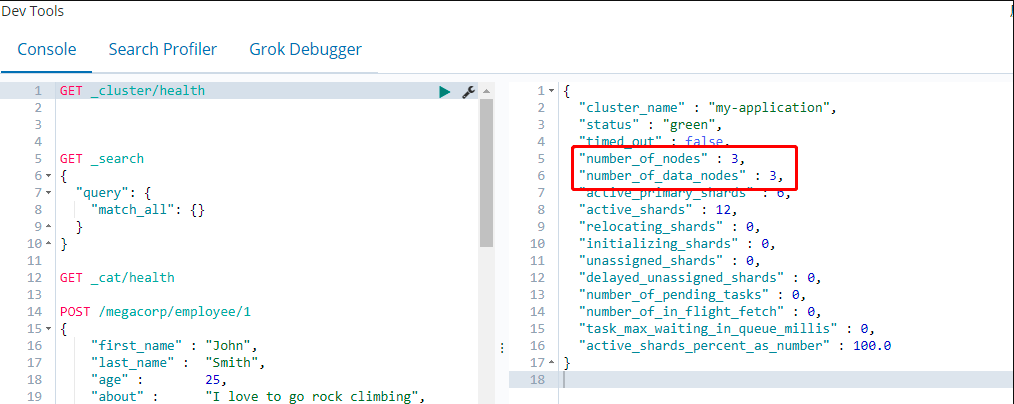 Dev Tools
Console Search Profiler Grok Debugger
1 GET _cluster/health
2
3
4
5 GET _search
6 {
7 "query": {
8 "match_all": {}
9 }
10 }
11
12 GET _cat/health
13
14 POST /megacorp/employee/1
15 {
16 "first_name" : "John",
17 "last_name" : "Smith",
18 "age" : 25,
19 "about" : "I love to go rock climbing",
1 {
2 "cluster_name" : "my-application",
3 "status" : "green",
4 "timed_out" : false,
5 "number_of_nodes" : 3,
6 "number_of_data_nodes" : 3,
7 "active_primary_shards" : 6,
8 "active_shards" : 12,
9 "relocating_shards" : 0,
10 "initializing_shards" : 0,
11 "unassigned_shards" : 0,
12 "delayed_unassigned_shards" : 0,
13 "number_of_pending_tasks" : 0,
14 "number_of_in_flight_fetch" : 0,
15 "task_max_waiting_in_queue_millis" : 0,
16 "active_shards_percent_as_number" : 100.0
17 }
18